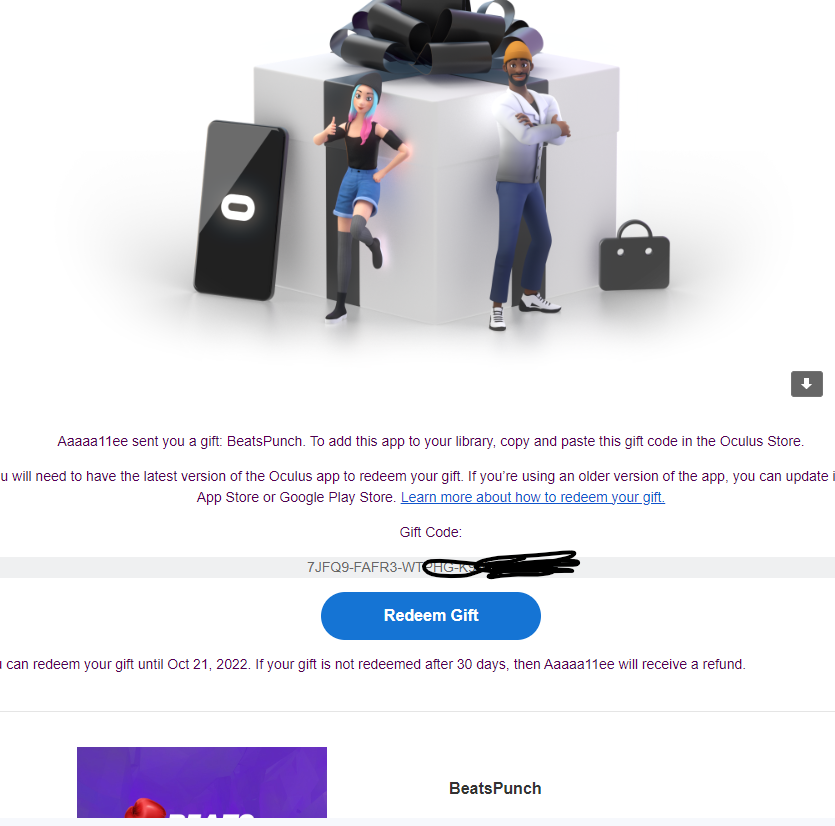 Aaaaa11ee sent you a gift: BeatsPunch. To add this app to your library, copy and paste this gift code in the Oculus Store.
u will need to have the latest version of the Oculus app to redeem your gift. If you're using an older version of the app, you can update i
App Store or Google Play Store. Learn more about how to redeem your gift.
Gift Code:
7JFQ9-FAFR3-WT
Redeem Gift
can redeem your gift until Oct 21, 2022. If your gift is not redeemed after 30 days, then Aaaaa11ee will receive a refund.
BeatsPunch
BEATS